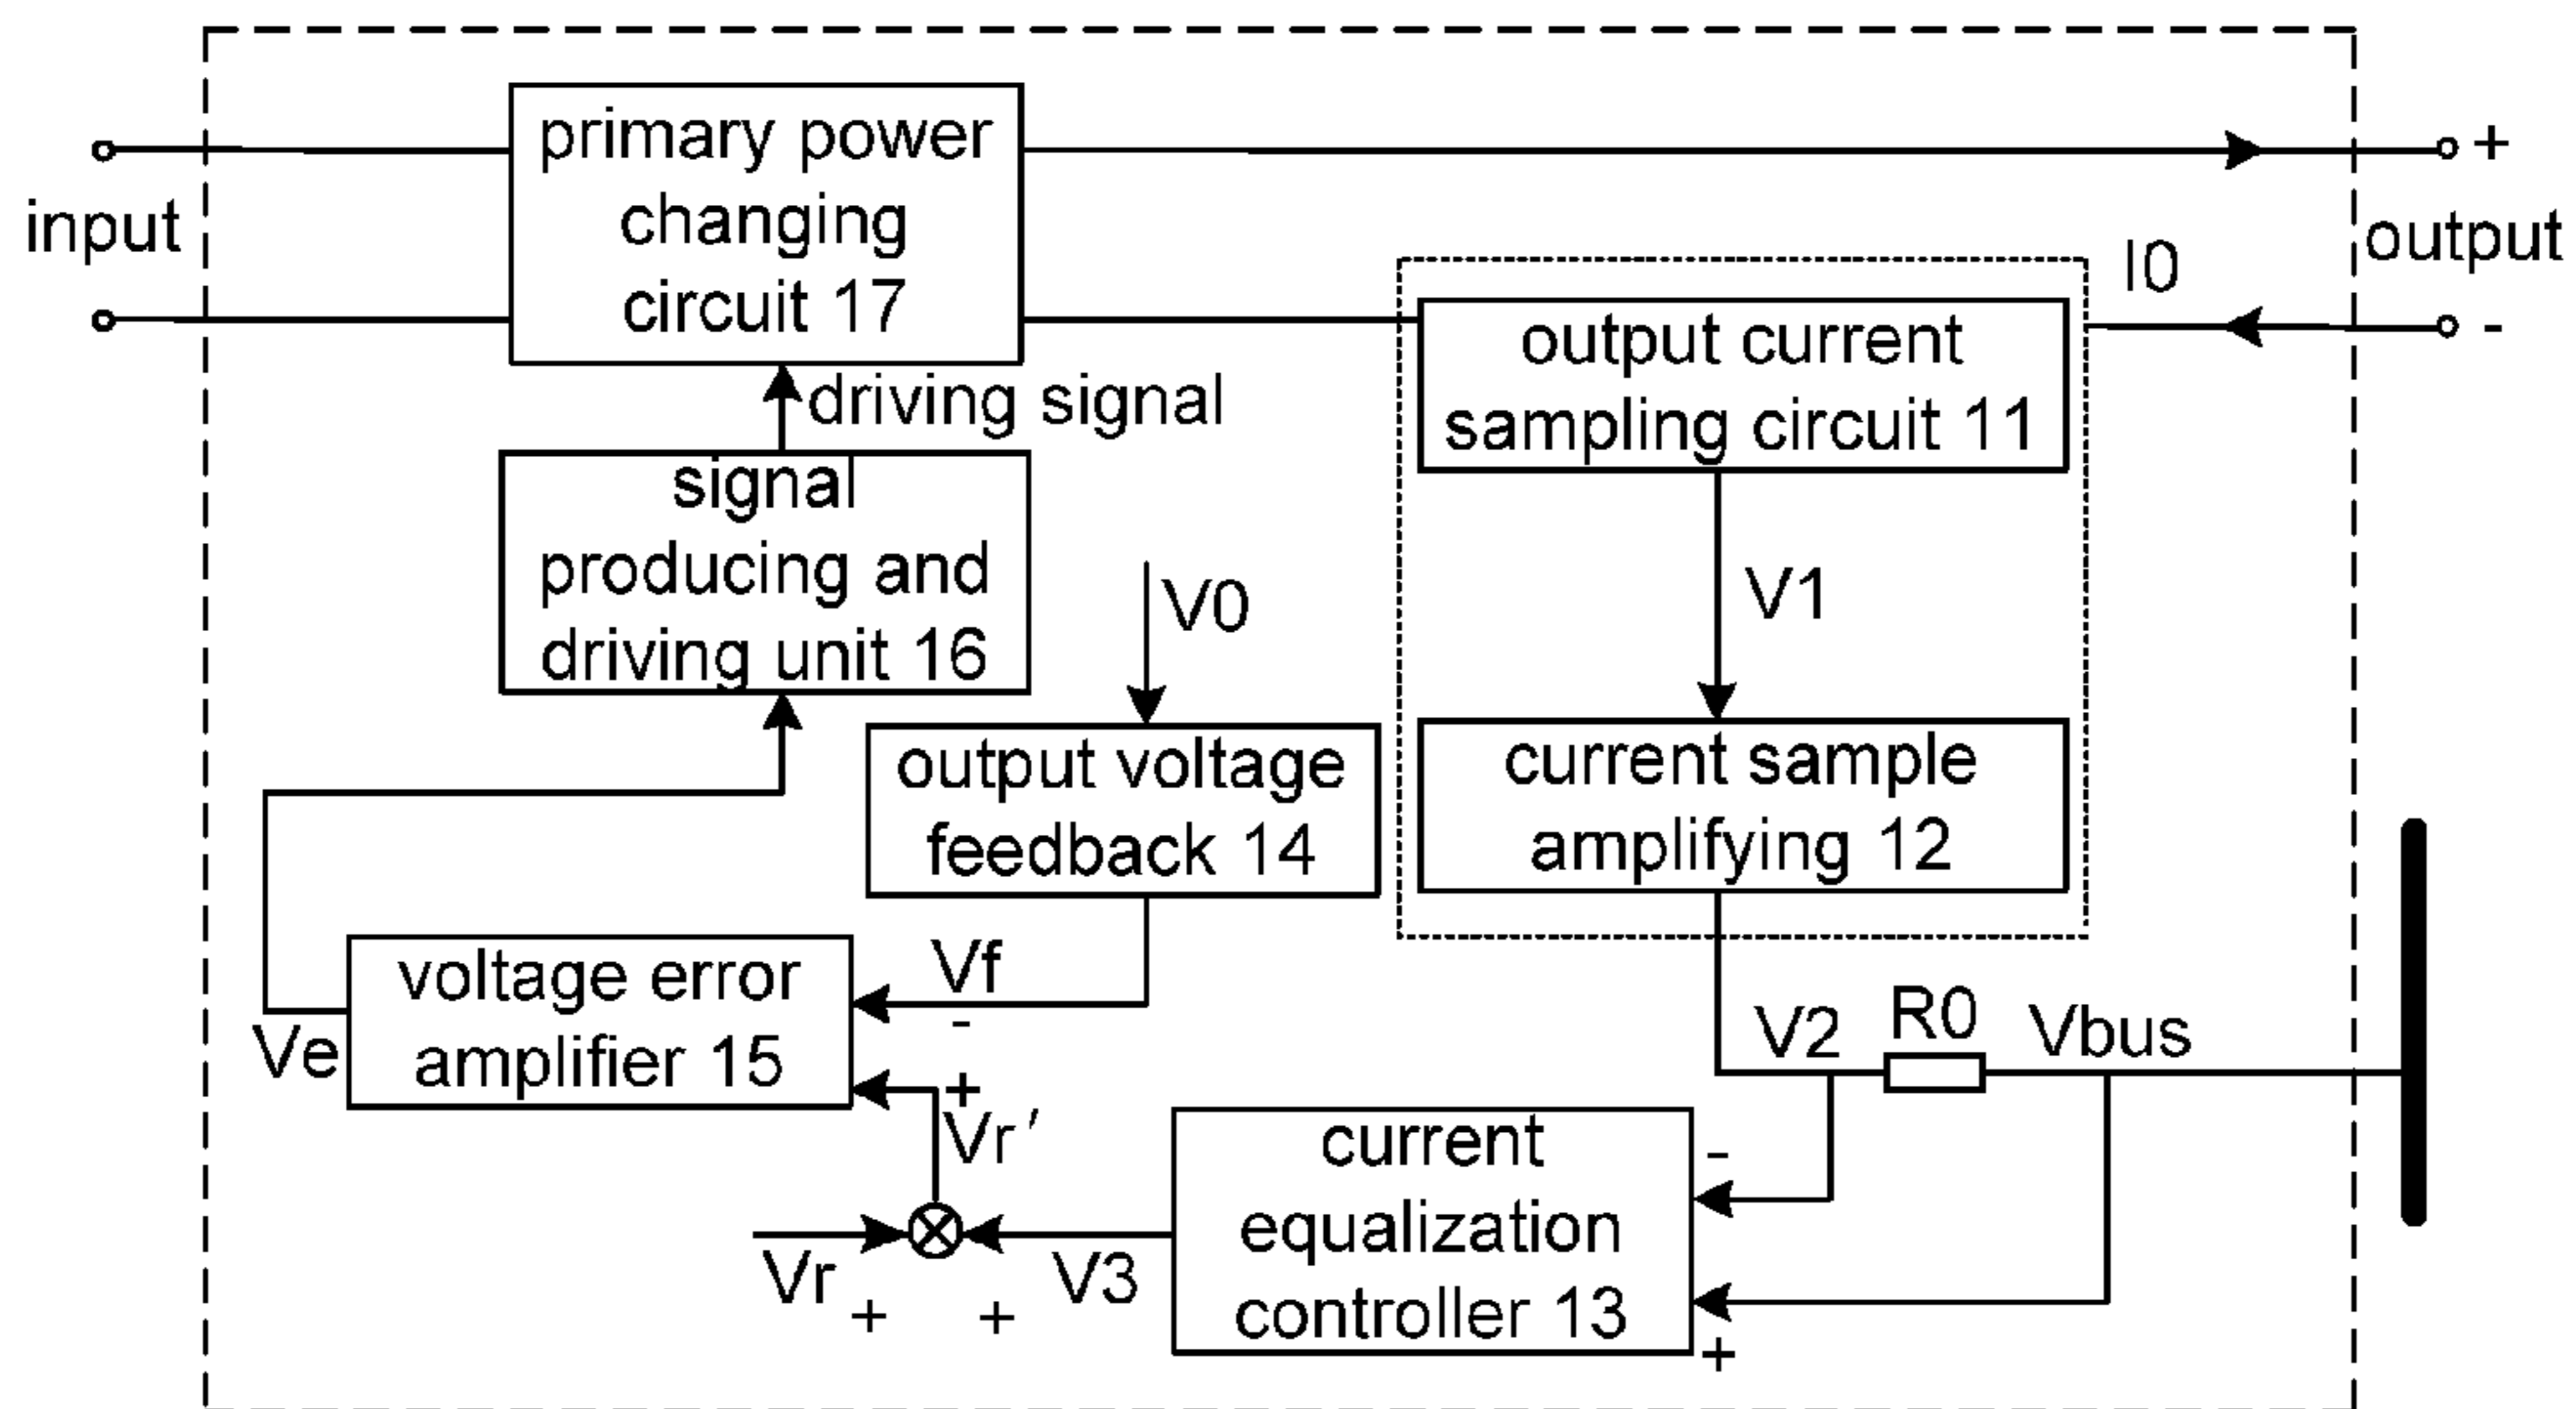 primary power
changing
circuit 17
+
input
output
I0
-
output current
sampling circuit 11
driving signal
signal
producing and
driving unit 16
V0
V1
output voltage
feedback 14
current sample
amplifying 12
voltage error
amplifier 15
Vf
-
Ve
+
Vr′
V2
R0
Vbus
current
equalization
controller 13
-
+
Vr
+
+
V3